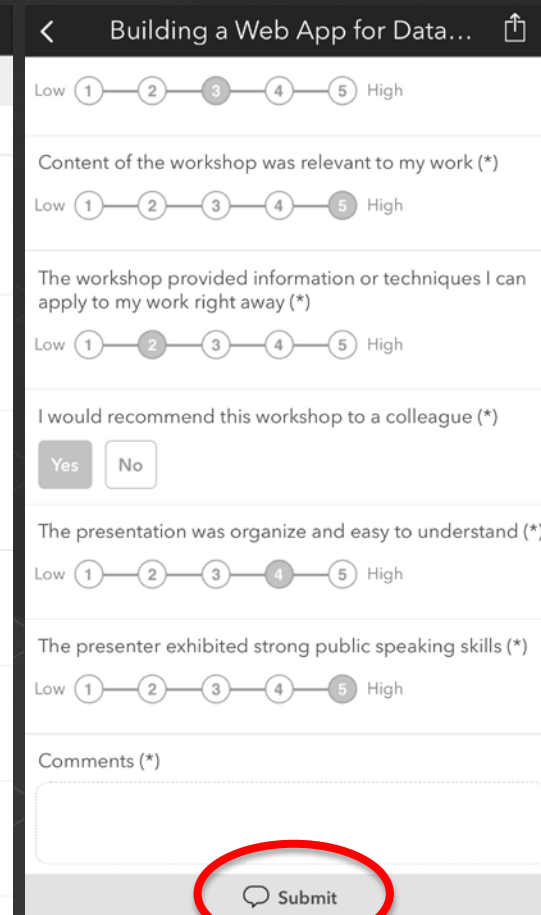 Building a Web App for Data...
Low 1 2 3 4 5 High
Content of the workshop was relevant to my work (*)
Low 1 2 3 4 5 High
The workshop provided information or techniques I can
apply to my work right away (*)
Low 1 2 3 4 5 High
I would recommend this workshop to a colleague (*)
Yes No
The presentation was organize and easy to understand (*)
Low 1 2 3 4 5 High
The presenter exhibited strong public speaking skills (*)
Low 1 2 3 4 5 High
Comments (*)
Submit